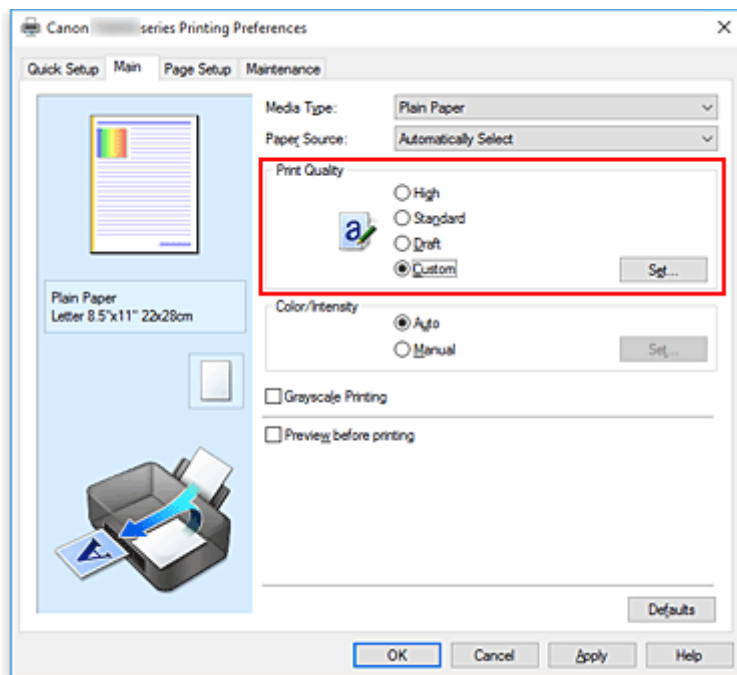 Canon series Printing Preferences
Quick Setup Main Page Setup Maintenance
Media Type: Plain Paper
Paper Source: Automatically Select
Print Quality
High
Standard
a
Draft
Custom Set...
Plain Paper
Letter 8.5"x11" 22x28cm
Color/Intensity
Auto
Manual Set...
Grayscale Printing
Preview before printing
A
Defaults
OK Cancel Apply Help